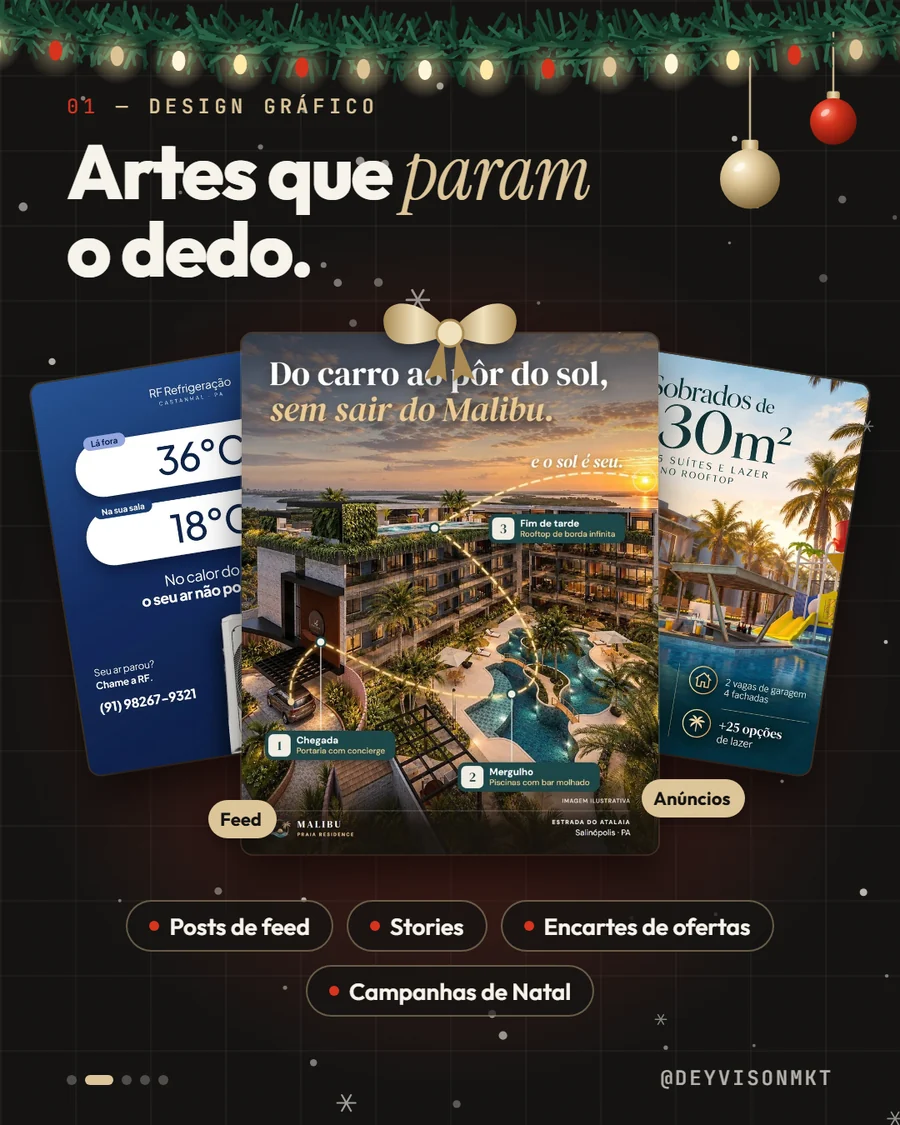 01 — DESIGN GRÁFICO
Artes que param
o dedo.
RF Refrigeração
CASTANHAL · PA
Lá fora
36°C
Na sua sala
18°C
No calor do
o seu ar não po
Seu ar parou?
Chame a RF.
(91) 98267-9321
Do carro ao pôr do sol,
sem sair do Malibu.
e o sol é seu.
3 Fim de tarde
Rooftop de borda infinita
1 Chegada
Portaria com concierge
2 Mergulho
Piscinas com bar molhado
IMAGEM ILUSTRATIVA
MALIBU
PRAIA RESIDENCE
ESTRADA DO ATALAIA
Salinópolis · PA
Sobrados de
30m²
5 SUÍTES E LAZER
NO ROOFTOP
2 vagas de garagem
4 fachadas
+25 opções
de lazer
Feed
Anúncios
Posts de feed
Stories
Encartes de ofertas
Campanhas de Natal
@DEYVISONMKT